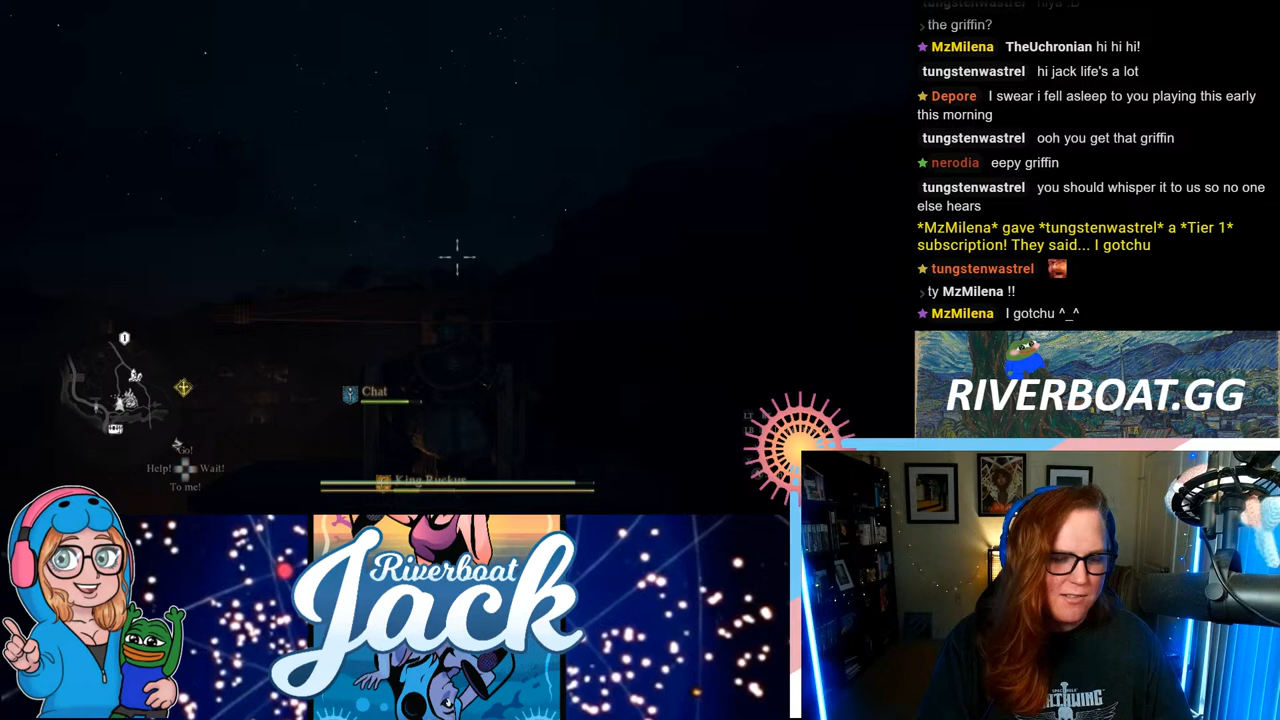 the griffin?
MzMilena TheUchronian hi hi hi!
tungstenwastrel hi jack life's a lot
Depore I swear i fell asleep to you playing this early
this morning
tungstenwastrel ooh you get that griffin
nerodia eepy griffin
tungstenwastrel you should whisper it to us so no one
else hears
*MzMilena* gave *tungstenwastrel* a *Tier 1*
subscription! They said... I gotchu
tungstenwastrel
ty MzMilena !!
MzMilena I gotchu ^_^
RIVERBOAT.GG
Chat
Go!
Help! Wait!
To me!
King Ruckus
Riverboat
Jack